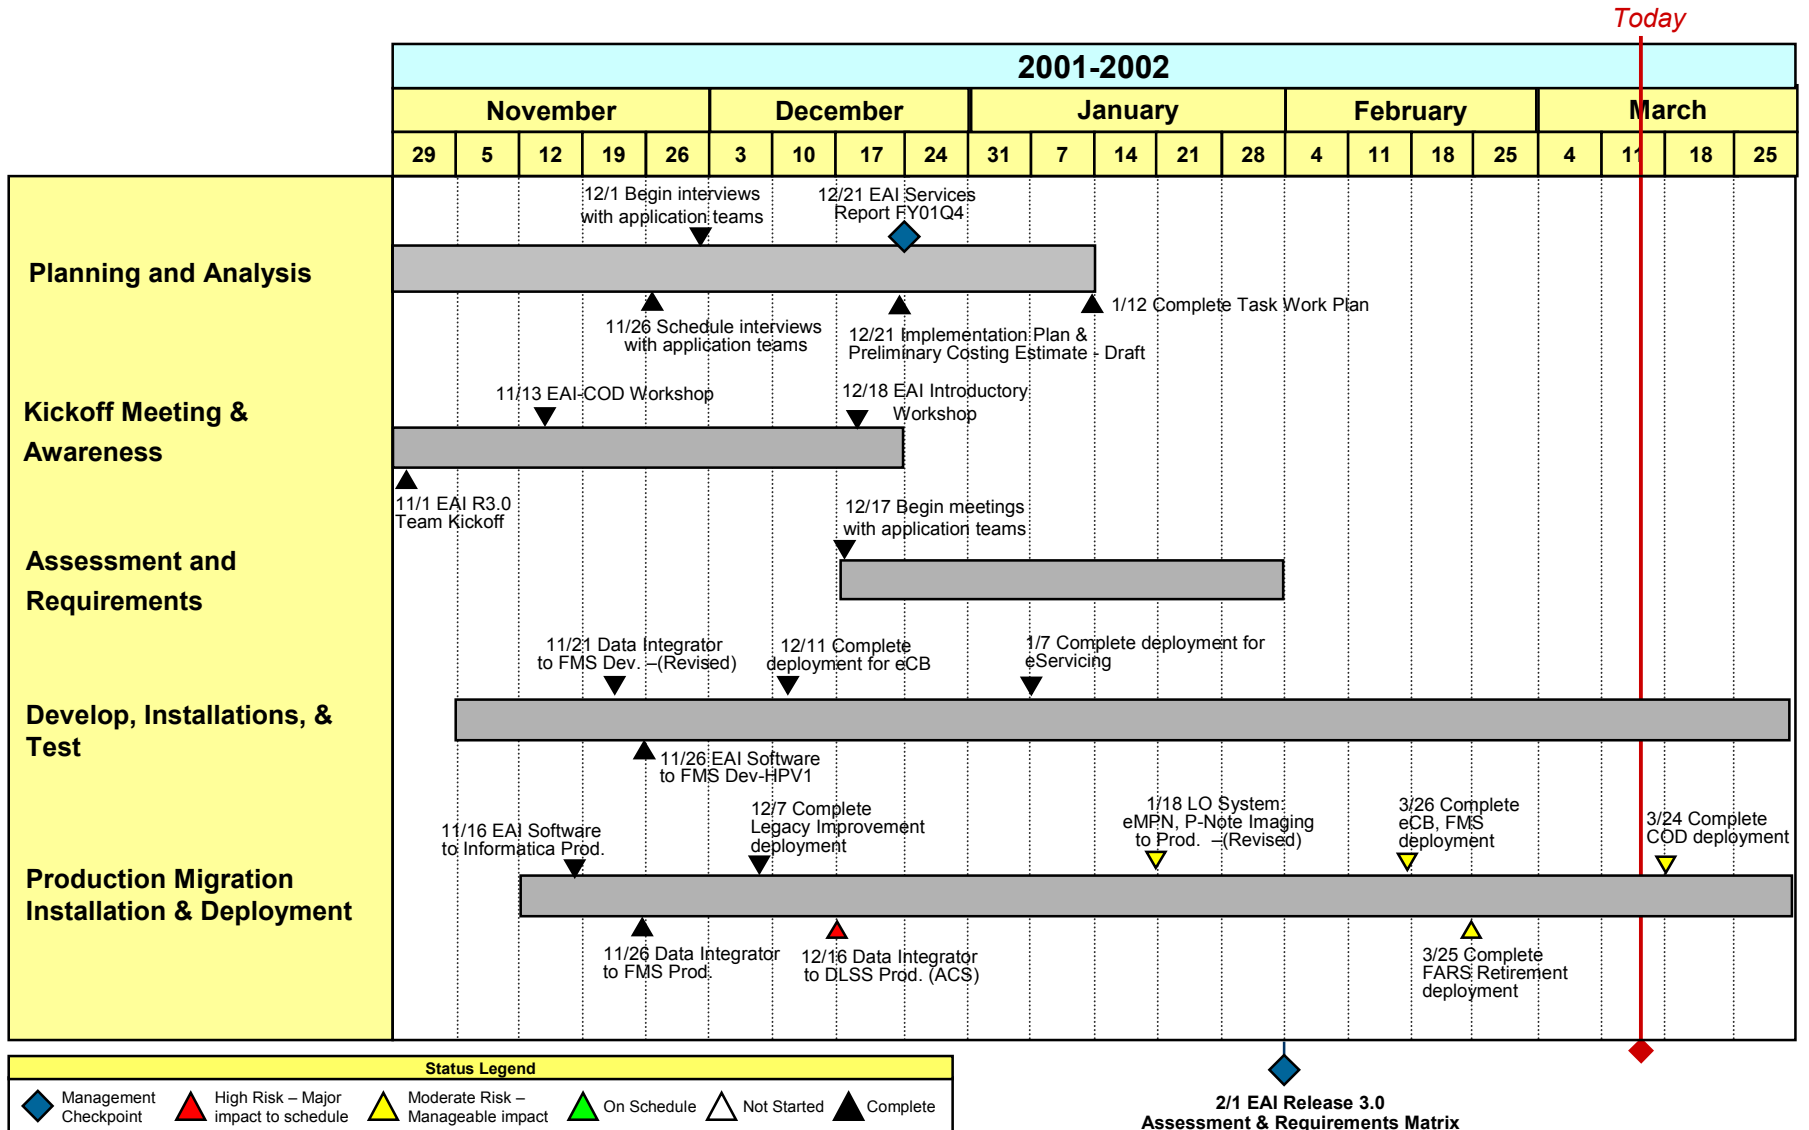 Today
2001-2002
November December January February March
29 5 12 19 26 3 10 17 24 31 7 14 21 28 4 11 18 25 4 11 18 25
Planning and Analysis
12/1 Begin interviews
with application teams
12/21 EAI Services
Report FY01Q4
11/26 Schedule interviews
with application teams
12/21 Implementation Plan &
Preliminary Costing Estimate - Draft
1/12 Complete Task Work Plan
Kickoff Meeting &
Awareness
11/13 EAI-COD Workshop
12/18 EAI Introductory
Workshop
11/1 EAI R3.0
Team Kickoff
Assessment and
Requirements
12/17 Begin meetings
with application teams
Develop, Installations, &
Test
11/21 Data Integrator
to FMS Dev. –(Revised)
12/11 Complete
deployment for eCB
1/7 Complete deployment for
eServicing
11/26 EAI Software
to FMS Dev-HPV1
Production Migration
Installation & Deployment
11/16 EAI Software
to Informatica Prod.
12/7 Complete
Legacy Improvement
deployment
1/18 LO System:
eMPN, P-Note Imaging
to Prod. –(Revised)
3/26 Complete
eCB, FMS
deployment
3/24 Complete
COD deployment
11/26 Data Integrator
to FMS Prod.
12/16 Data Integrator
to DLSS Prod. (ACS)
3/25 Complete
FARS Retirement
deployment
Status Legend
Management
Checkpoint
High Risk – Major
impact to schedule
Moderate Risk –
Manageable impact
On Schedule
Not Started
Complete
2/1 EAI Release 3.0
Assessment & Requirements Matrix